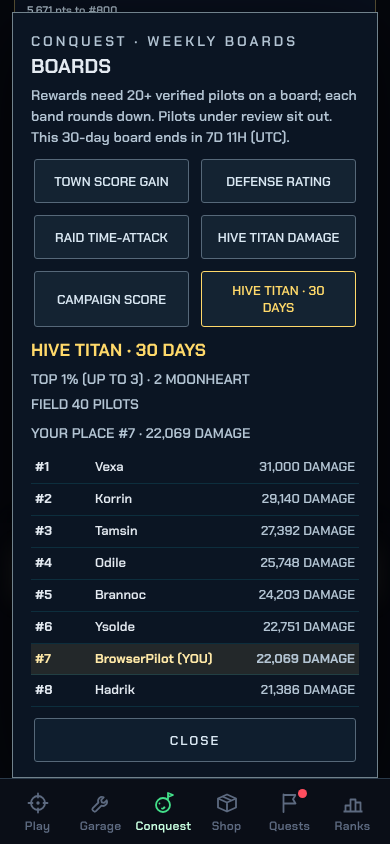 5,671 pts to #800
CONQUEST · WEEKLY BOARDS
BOARDS
Rewards need 20+ verified pilots on a board; each
band rounds down. Pilots under review sit out.
This 30-day board ends in 7D 11H (UTC).
TOWN SCORE GAIN
DEFENSE RATING
RAID TIME-ATTACK
HIVE TITAN DAMAGE
CAMPAIGN SCORE
HIVE TITAN · 30
DAYS
HIVE TITAN · 30 DAYS
TOP 1% (UP TO 3) · 2 MOONHEART
FIELD 40 PILOTS
YOUR PLACE #7 · 22,069 DAMAGE
#1 Vexa 31,000 DAMAGE
#2 Korrin 29,140 DAMAGE
#3 Tamsin 27,392 DAMAGE
#4 Odile 25,748 DAMAGE
#5 Brannoc 24,203 DAMAGE
#6 Ysolde 22,751 DAMAGE
#7 BrowserPilot (YOU) 22,069 DAMAGE
#8 Hadrik 21,386 DAMAGE
CLOSE
Play Garage Conquest Shop Quests Ranks